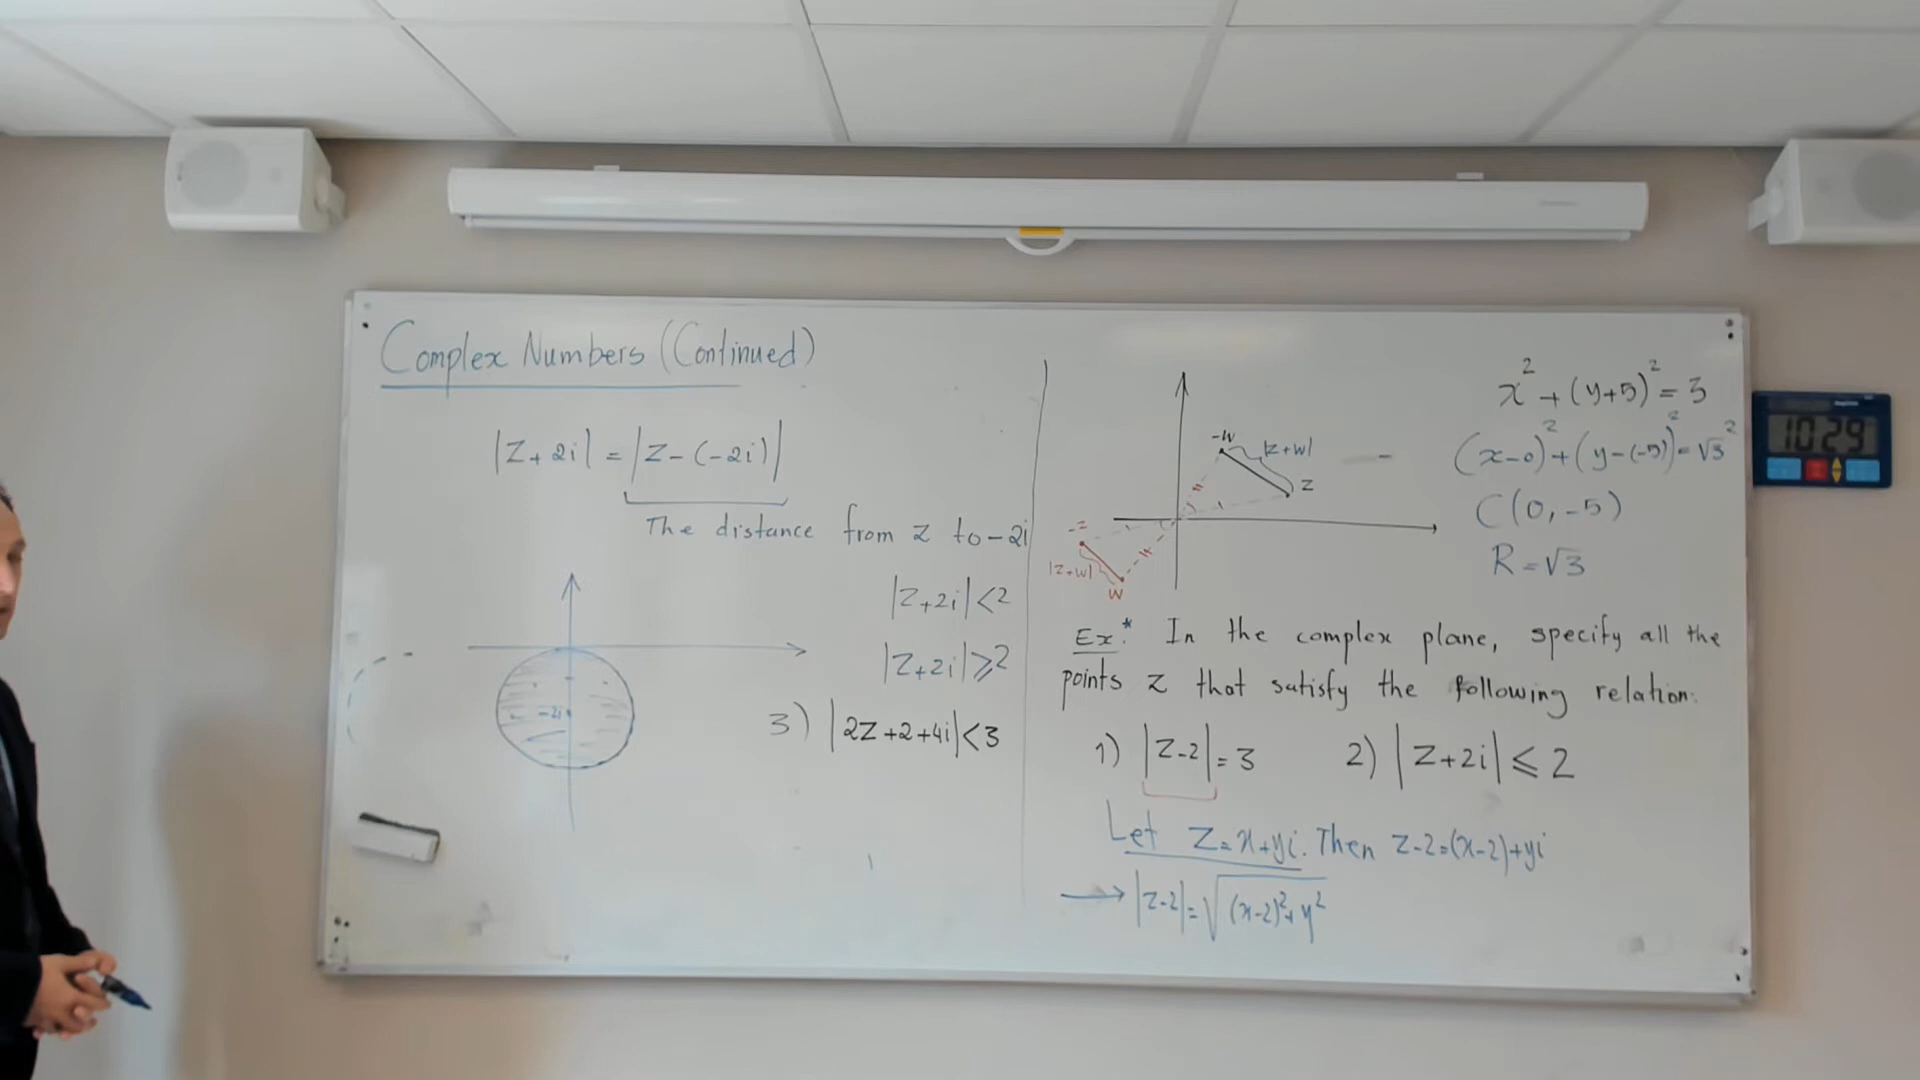 Complex Numbers (Continued)
|Z+2i| = |Z-(-2i)|
The distance from z to -2i
|Z+2i|<2
|Z+2i|⩾2
-2i
3) |2Z+2+4i|<3
-W
|Z+W|
Z
-Z
|Z+W|
W
x²+(y+5)²=3
(x-0)²+(y-(-5))²=√3²
C(0,-5)
R=√3
Ex:* In the complex plane, specify all the
points z that satisfy the following relation:
1) |Z-2|=3 2) |Z+2i|⩽2
Let Z=x+yi. Then Z-2=(x-2)+yi
→ |Z-2|=√(x-2)²+y²
10:29